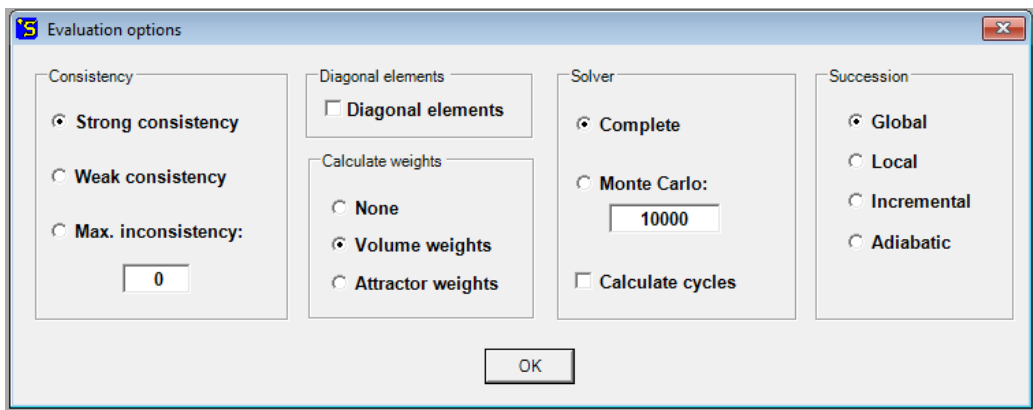 Evaluation options
Consistency
Strong consistency
Weak consistency
Max. inconsistency:
0
Diagonal elements
Diagonal elements
Calculate weights
None
Volume weights
Attractor weights
Solver
Complete
Monte Carlo:
10000
Calculate cycles
Succession
Global
Local
Incremental
Adiabatic
OK